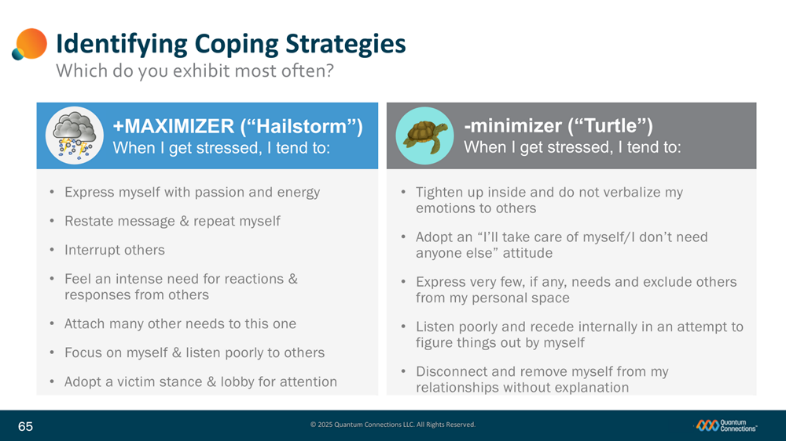 Identifying Coping Strategies
Which do you exhibit most often?
+MAXIMIZER (“Hailstorm”)
When I get stressed, I tend to:
• Express myself with passion and energy
• Restate message & repeat myself
• Interrupt others
• Feel an intense need for reactions &
responses from others
• Attach many other needs to this one
• Focus on myself & listen poorly to others
• Adopt a victim stance & lobby for attention
-minimizer (“Turtle”)
When I get stressed, I tend to:
• Tighten up inside and do not verbalize my
emotions to others
• Adopt an “I’ll take care of myself/I don’t need
anyone else” attitude
• Express very few, if any, needs and exclude others
from my personal space
• Listen poorly and recede internally in an attempt to
figure things out by myself
• Disconnect and remove myself from my
relationships without explanation
65
© 2025 Quantum Connections LLC. All Rights Reserved.
Quantum
Connections™